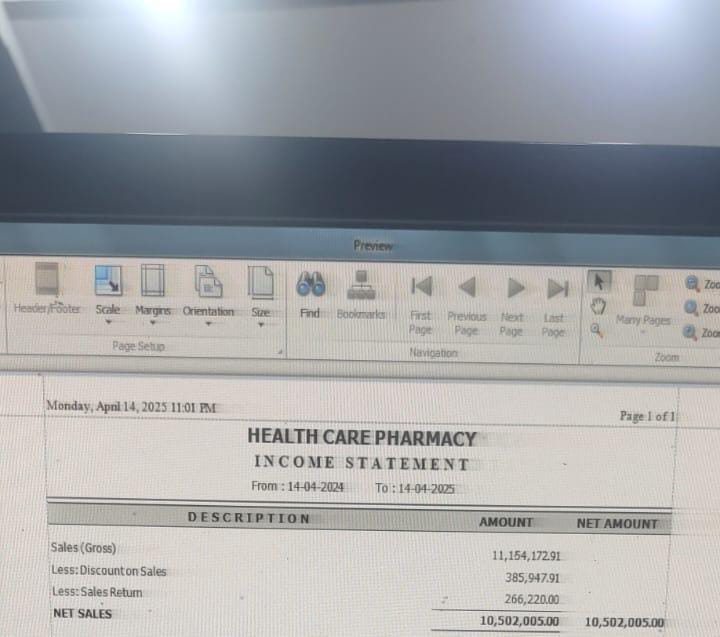 Preview
Header/Footer Scale Margins Orientation Size Find Bookmarks First Page Previous Page Next Page Last Page Many Pages
Page Setup Navigation Zoom
Monday, April 14, 2025 11:01 PM Page 1 of 1
HEALTH CARE PHARMACY
INCOME STATEMENT
From : 14-04-2024 To : 14-04-2025
DESCRIPTION AMOUNT NET AMOUNT
Sales (Gross) 11,154,172.91
Less: Discount on Sales 385,947.91
Less: Sales Return 266,220.00
NET SALES 10,502,005.00 10,502,005.00